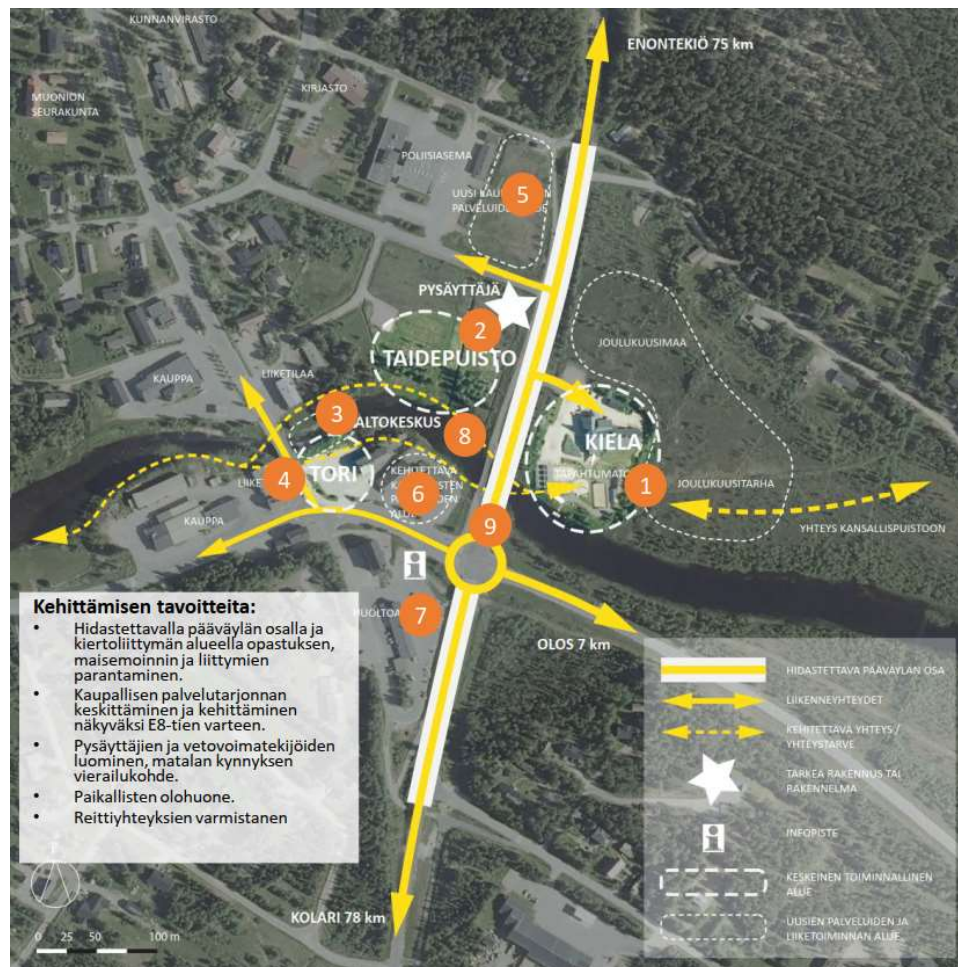 KUNNANVIRASTO
ENONTEKIÖ 75 km
KIRJASTO
MUONION
SEURAKUNTA
POLIISIASEMA
5
UUSI
PALVELUID
PYSÄYTTÄJÄ
2
TAIDEPUISTO
JOULUKUUSIMAA
KAUPPA
LIIKETILAA
3
ALTOKESKUS
8
KIELA
4
TORI
KEHITETTÄVÄ
6
TAPAHTUMATO
1
JOULUKUUSITARHA
KAUPPA
9
YHTEYS KANSALLISPUISTOON
7
OLOS 7 km
Kehittämisen tavoitteita:
• Hidastettavalla pääväylän osalla ja
kiertoliittymän alueella opastuksen,
maisemoinnin ja liittymien
parantaminen.
• Kaupallisen palvelutarjonnan
keskittäminen ja kehittäminen
näkyväksi E8-tien varteen.
• Pysäyttäjien ja vetovoimatekijöiden
luominen, matalan kynnyksen
vierailukohde.
• Paikallisten olohuone.
• Reittiyhteyksien varmistanen
HIDASTETTAVA PÄÄVÄYLÄN OSA
LIIKENNEYHTEYDET
KEHITETTÄVÄ YHTEYS /
YHTEYSTARVE
TÄRKEÄ RAKENNUS TAI
RAKENNELMA
INFOPISTE
KESKEINEN TOIMINNALLINEN
ALUE
UUSIEN PALVELUIDEN JA
LIIKETOIMINNAN ALUE
KOLARI 78 km
0 25 50 100 m